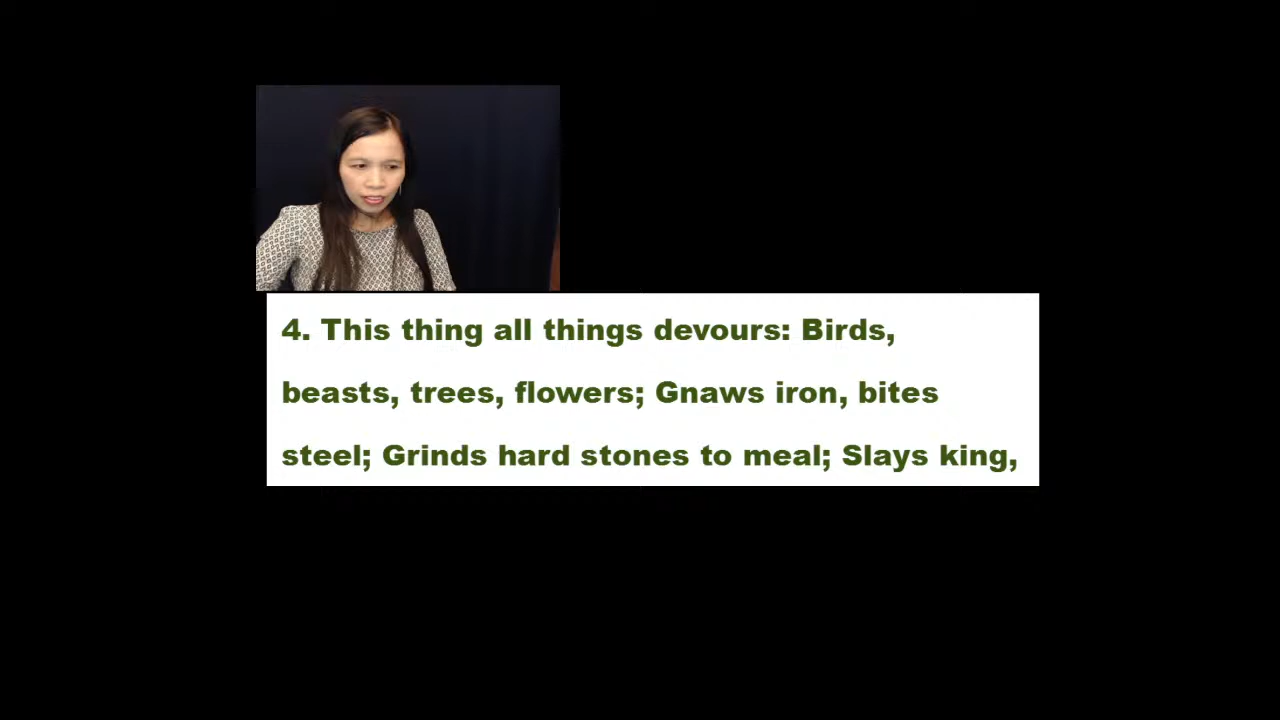 4. This thing all things devours: Birds,
beasts, trees, flowers; Gnaws iron, bites
steel; Grinds hard stones to meal; Slays king,